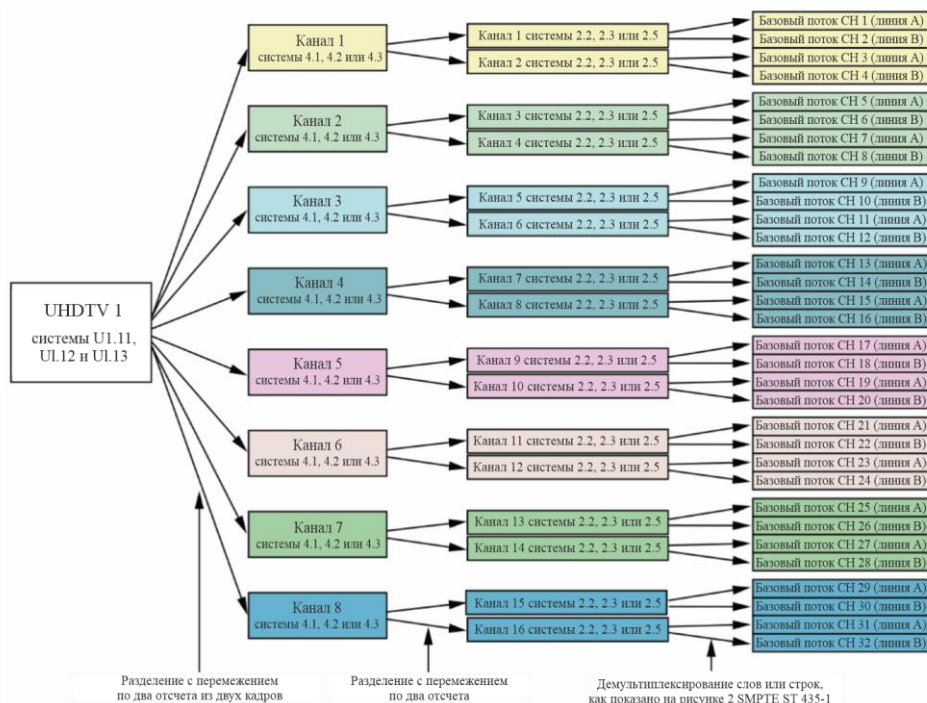 UHDTV 1
системы U1.11,
Ul.12 и Ul.13
Канал 1
системы 4.1, 4.2 или 4.3
Канал 2
системы 4.1, 4.2 или 4.3
Канал 3
системы 4.1, 4.2 или 4.3
Канал 4
системы 4.1, 4.2 или 4.3
Канал 5
системы 4.1, 4.2 или 4.3
Канал 6
системы 4.1, 4.2 или 4.3
Канал 7
системы 4.1, 4.2 или 4.3
Канал 8
системы 4.1, 4.2 или 4.3
Канал 1 системы 2.2, 2.3 или 2.5
Канал 2 системы 2.2, 2.3 или 2.5
Канал 3 системы 2.2, 2.3 или 2.5
Канал 4 системы 2.2, 2.3 или 2.5
Канал 5 системы 2.2, 2.3 или 2.5
Канал 6 системы 2.2, 2.3 или 2.5
Канал 7 системы 2.2, 2.3 или 2.5
Канал 8 системы 2.2, 2.3 или 2.5
Канал 9 системы 2.2, 2.3 или 2.5
Канал 10 системы 2.2, 2.3 или 2.5
Канал 11 системы 2.2, 2.3 или 2.5
Канал 12 системы 2.2, 2.3 или 2.5
Канал 13 системы 2.2, 2.3 или 2.5
Канал 14 системы 2.2, 2.3 или 2.5
Канал 15 системы 2.2, 2.3 или 2.5
Канал 16 системы 2.2, 2.3 или 2.5
Базовый поток CH 1 (линия A)
Базовый поток CH 2 (линия B)
Базовый поток CH 3 (линия A)
Базовый поток CH 4 (линия B)
Базовый поток CH 5 (линия A)
Базовый поток CH 6 (линия B)
Базовый поток CH 7 (линия A)
Базовый поток CH 8 (линия B)
Базовый поток CH 9 (линия A)
Базовый поток CH 10 (линия B)
Базовый поток CH 11 (линия A)
Базовый поток CH 12 (линия B)
Базовый поток CH 13 (линия A)
Базовый поток CH 14 (линия B)
Базовый поток CH 15 (линия A)
Базовый поток CH 16 (линия B)
Базовый поток CH 17 (линия A)
Базовый поток CH 18 (линия B)
Базовый поток CH 19 (линия A)
Базовый поток CH 20 (линия B)
Базовый поток CH 21 (линия A)
Базовый поток CH 22 (линия B)
Базовый поток CH 23 (линия A)
Базовый поток CH 24 (линия B)
Базовый поток CH 25 (линия A)
Базовый поток CH 26 (линия B)
Базовый поток CH 27 (линия A)
Базовый поток CH 28 (линия B)
Базовый поток CH 29 (линия A)
Базовый поток CH 30 (линия B)
Базовый поток CH 31 (линия A)
Базовый поток CH 32 (линия B)
Разделение с перемежением
по два отсчета из двух кадров
Разделение с перемежением
по два отсчета
Демультиплексирование слов или строк,
как показано на рисунке 2 SMPTE ST 435-1